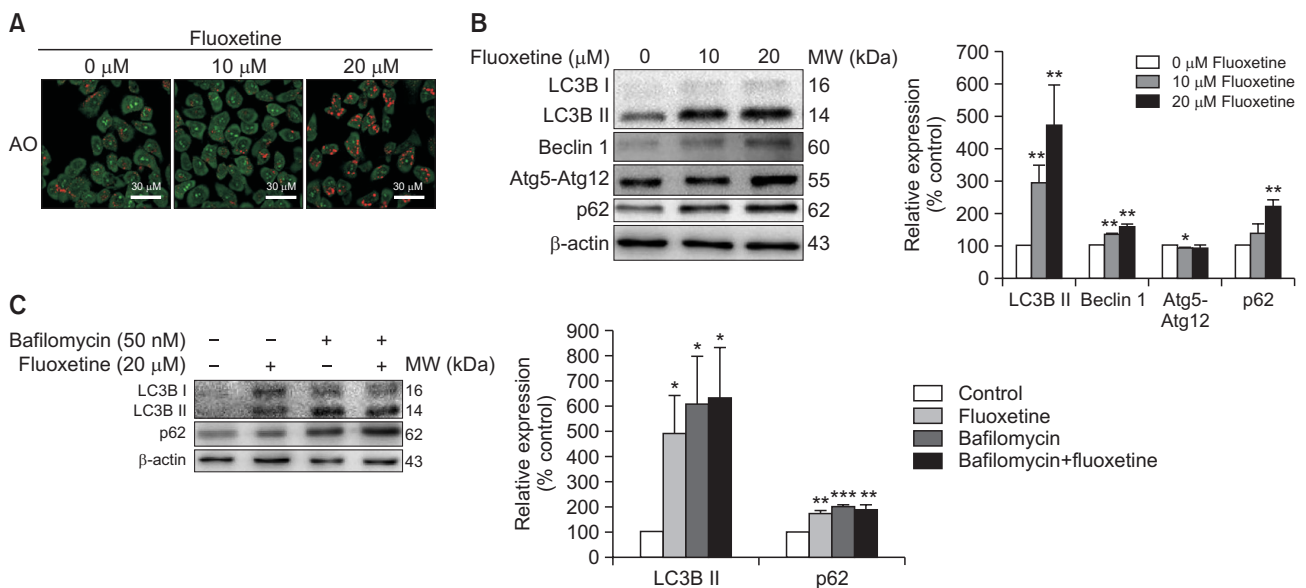 A
Fluoxetine
0 μM 10 μM 20 μM
AO
30 μM 30 μM 30 μM
B
Fluoxetine (μM) 0 10 20 MW (kDa)
LC3B I 16
LC3B II 14
Beclin 1 60
Atg5-Atg12 55
p62 62
β-actin 43
Relative expression
(% control)
700
600
500
400
300
200
100
0
0 μM Fluoxetine
10 μM Fluoxetine
20 μM Fluoxetine
** **
** **
*
**
LC3B II Beclin 1 Atg5-
Atg12 p62
C
Bafilomycin (50 nM) – – + +
Fluoxetine (20 μM) – + – + MW (kDa)
LC3B I 16
LC3B II 14
p62 62
β-actin 43
Relative expression
(% control)
900
800
700
600
500
400
300
200
100
0
* * *
** *** **
LC3B II p62
Control
Fluoxetine
Bafilomycin
Bafilomycin+fluoxetine